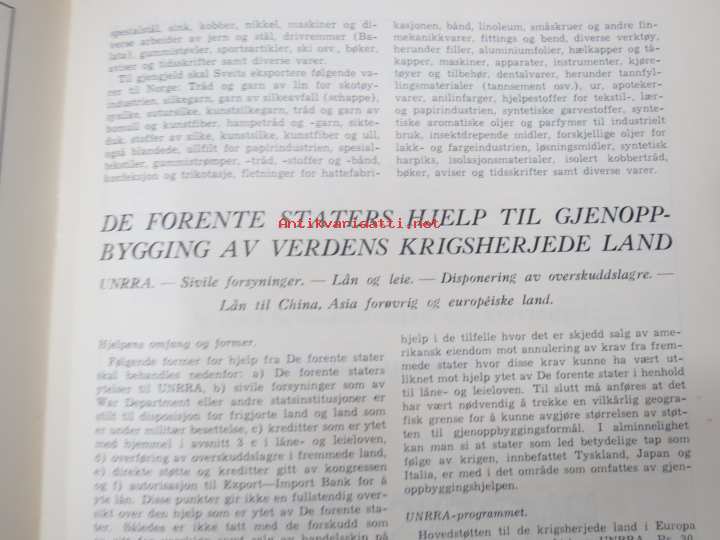 spesialstål, sink, kobber, nikkel, maskiner og di-
verse arbeider av jern og stål, drivremmer (Ba-
lata), gummistøvler, sportsartikler, ski osv., bøker,
aviser og tidsskrifter samt diverse varer.
Til gjengjeld skal Sveits eksportere følgende va-
rer til Norge: Tråd og garn av lin for skotøy-
industrien, silkegarn, garn av silkeavfall (schappe),
sysilke, sutursilke, kunstsilkegarn, tråd og garn av
bomull og kunstfiber, hampetråd og -garn, sikte-
duk, stoffer av silke, kunstsilke, kunstfiber og ull,
også blandede, ullfilt for papirindustrien, spesial-
tekstiler, gummistrømper, -tråd, -stoffer og -bånd,
konfeksjon og trikotasje, fletninger for hattefabri-
kasjonen, bånd, linoleum, småskruer og andre fin-
mekanikkvarer, fittings og bend, diverse verktøy,
herunder filler, aluminiumfolier, hælkapper og tå-
kapper, maskiner, apparater, instrumenter, kjøre-
tøyer og tilbehør, dentalvarer, herunder tannfyl-
lingsmaterialer (tannsement osv.), ur, apoteker-
varer, anilinfarger, hjelpestoffer for tekstil-, lær-
og papirindustrien, syntetiske garvestoffer, synte-
tiske aromatiske oljer og parfymer til industrielt
bruk, insektdrepende midler, forskjellige oljer for
lakk- og fargeindustrien, løsningsmidler, syntetisk
harpiks, isolasjonsmaterialer, isolert kobbertråd,
bøker, aviser og tidsskrifter samt diverse varer.
DE FORENTE STATERS HJELP TIL GJENOPP-
Antikvariaatti.net
BYGGING AV VERDENS KRIGSHERJEDE LAND
UNRRA. — Sivile forsyninger. — Lån og leie. — Disponering av overskuddslagre. —
Lån til China, Asia forøvrig og européiske land.
Hjelpens omfang og former.
Følgende former for hjelp fra De forente stater
skal behandles nedenfor: a) De forente staters
ytelser til UNRRA, b) sivile forsyninger som av
War Department eller andre statsinstitusjoner er
stilt til disposisjon for frigjorte land og land som
er under militær besettelse, c) kreditter som er ytet
med hjemmel i avsnitt 3 c i låne- og leieloven,
d) overføring av overskuddslagre i fremmede land,
e) direkte støtte og kreditter gitt av kongressen
og f) autorisasjon til Export—Import Bank for å
yte lån. Disse punkter gir ikke en fullstendig over-
sikt over den hjelp som er ytet av De forente sta-
ter. Således er ikke tatt med de forskudd som
hjelp i de tilfelle hvor det er skjedd salg av ame-
rikansk eiendom mot annulering av krav fra frem-
mede stater hvor disse krav kunne ha vært ut-
liknet mot hjelp ytet av De forente stater i henhold
til låne- og leieloven. Til slutt må anføres at det
har vært nødvendig å trekke en vilkårlig geogra-
fisk grense for å kunne avgjøre størrelsen av støt-
ten til gjenoppbyggingsformål. I alminnelighet
kan man si at stater som led betydelige tap som
følge av krigen, innbefattet Tyskland, Japan og
Italia, er med i det område som omfattes av gjen-
oppbyggingshjelpen.
UNRRA-programmet.
Hovedstøtten til de krigsherjede land i Europa